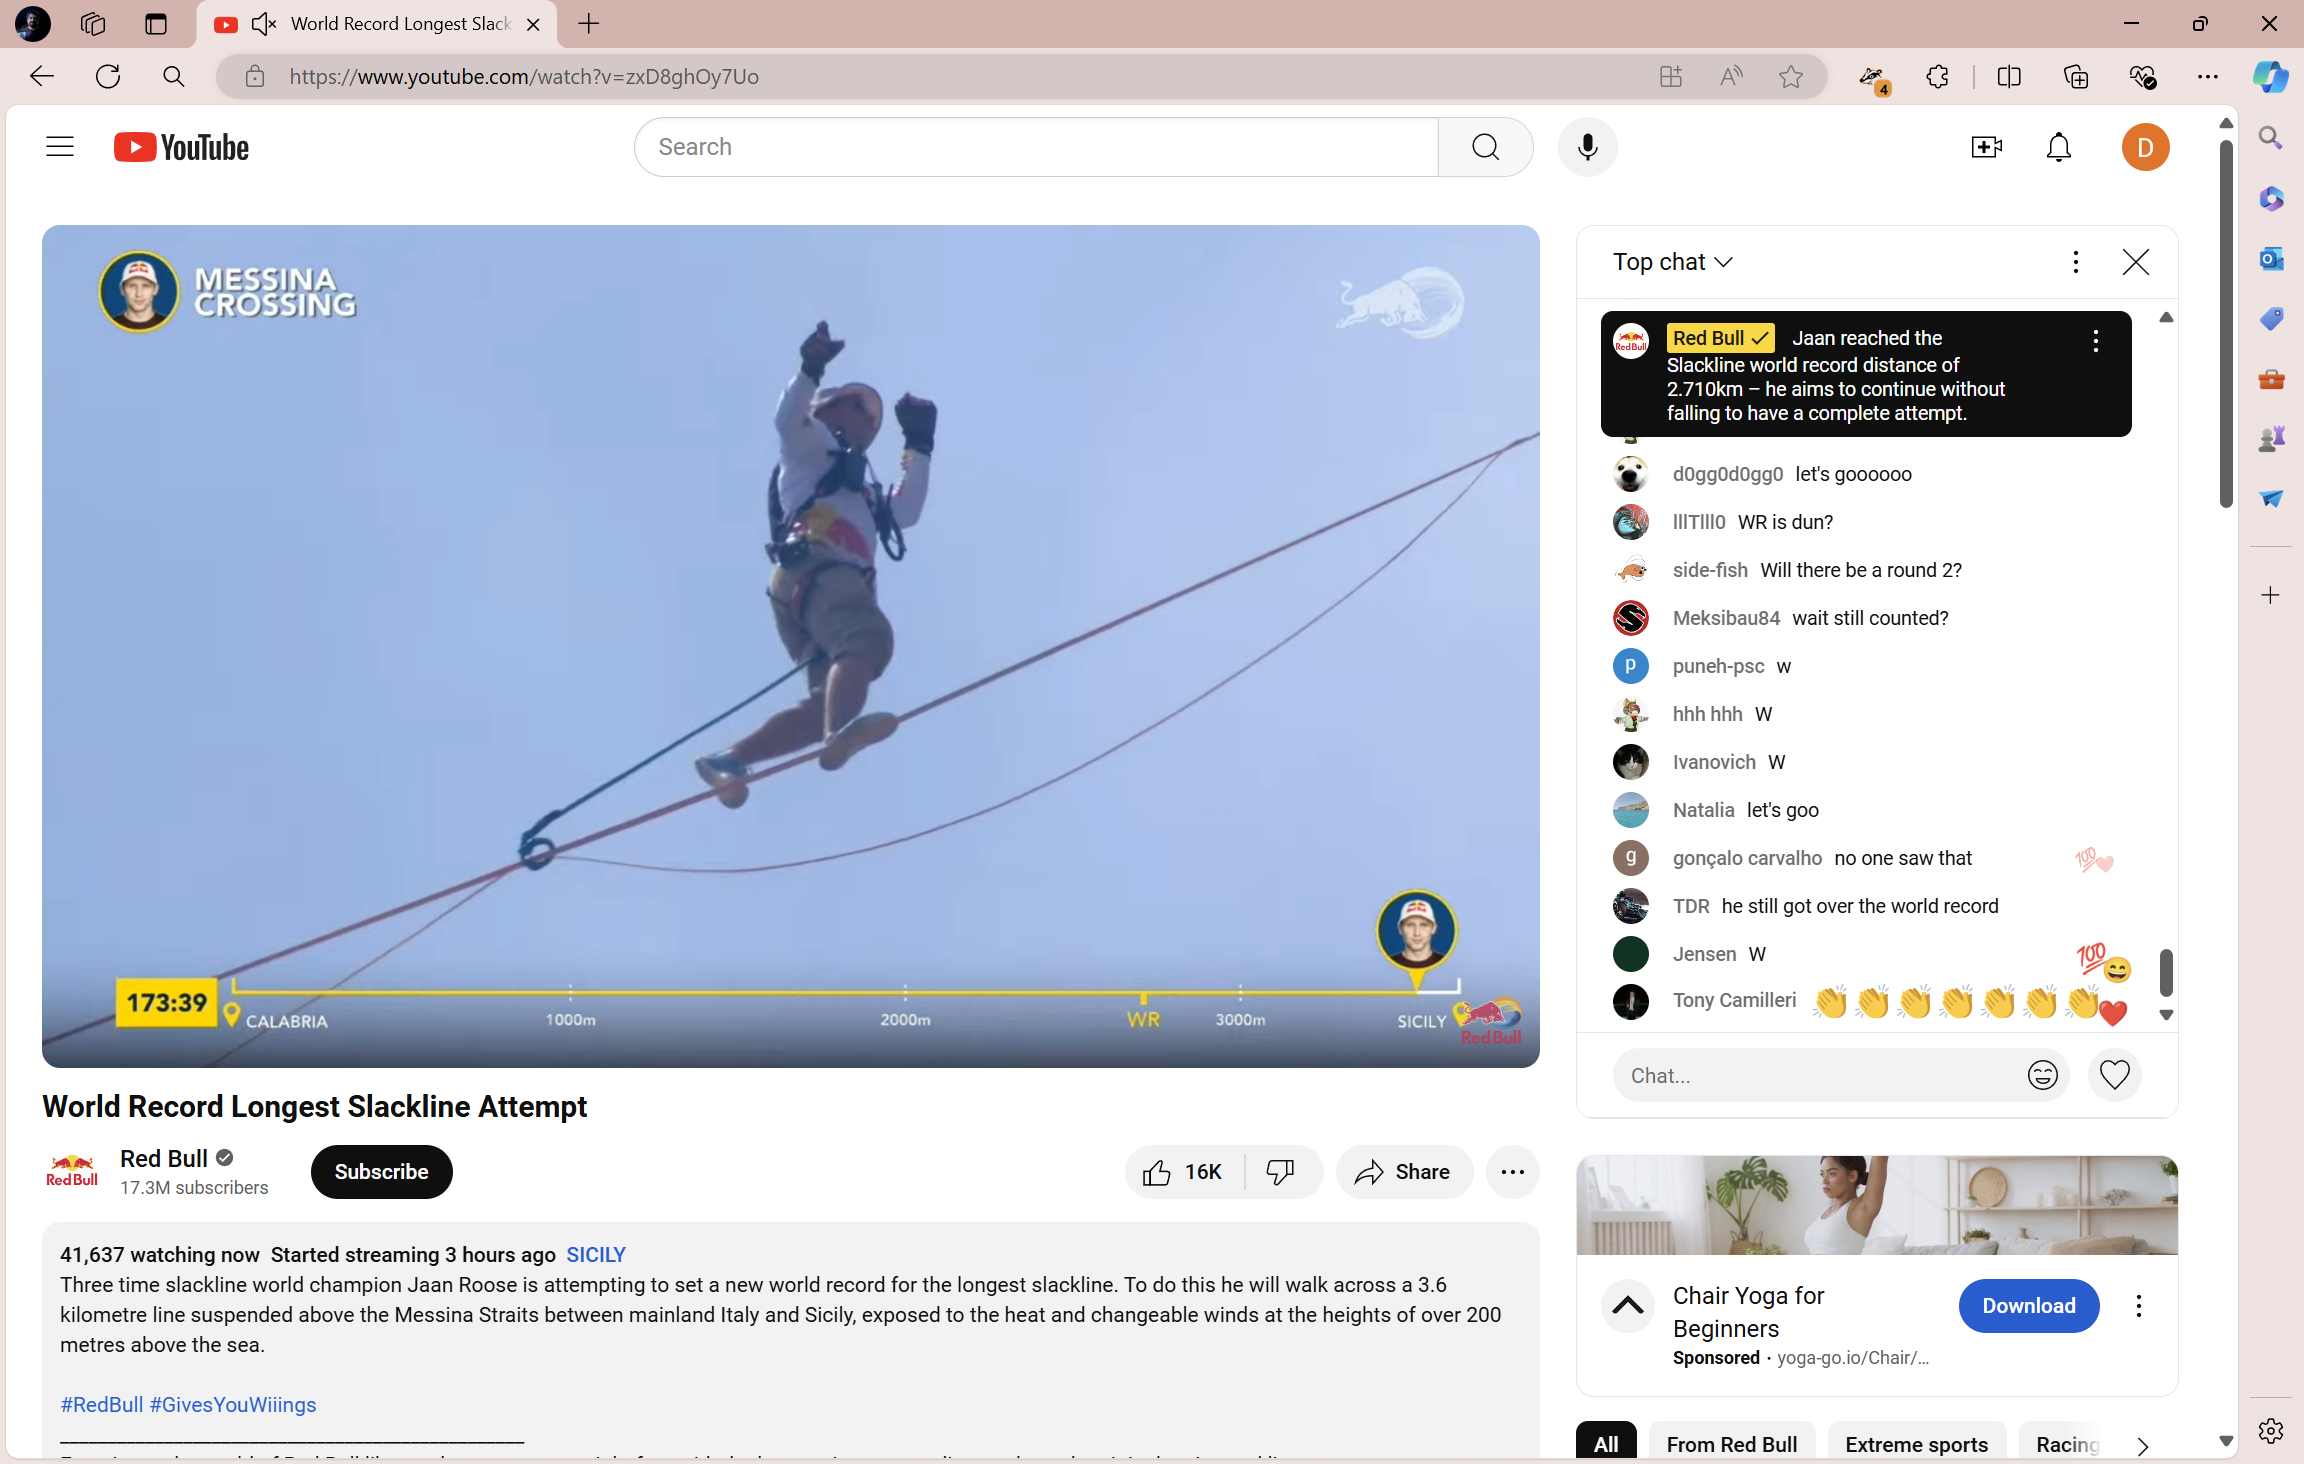 World Record Longest Slack
https://www.youtube.com/watch?v=zxD8ghOy7Uo
4
YouTube
Search
D
MESSINA
CROSSING
173:39
CALABRIA
1000m
2000m
WR
3000m
SICILY
Red Bull
Top chat
Red Bull
Red Bull Jaan reached the
Slackline world record distance of
2.710km – he aims to continue without
falling to have a complete attempt.
d0gg0d0gg0 let's goooooo
lllTlll0 WR is dun?
side-fish Will there be a round 2?
Meksibau84 wait still counted?
p
puneh-psc w
hhh hhh W
Ivanovich W
Natalia let's goo
g
gonçalo carvalho no one saw that
TDR he still got over the world record
Jensen W
Tony Camilleri 👏👏👏👏👏👏👏
Chat...
World Record Longest Slackline Attempt
Red Bull
Red Bull
17.3M subscribers
Subscribe
16K
Share
41,637 watching now Started streaming 3 hours ago SICILY
Three time slackline world champion Jaan Roose is attempting to set a new world record for the longest slackline. To do this he will walk across a 3.6
kilometre line suspended above the Messina Straits between mainland Italy and Sicily, exposed to the heat and changeable winds at the heights of over 200
metres above the sea.
#RedBull #GivesYouWiiings
Chair Yoga for
Beginners
Sponsored · yoga-go.io/Chair/...
Download
All
From Red Bull
Extreme sports
Racing